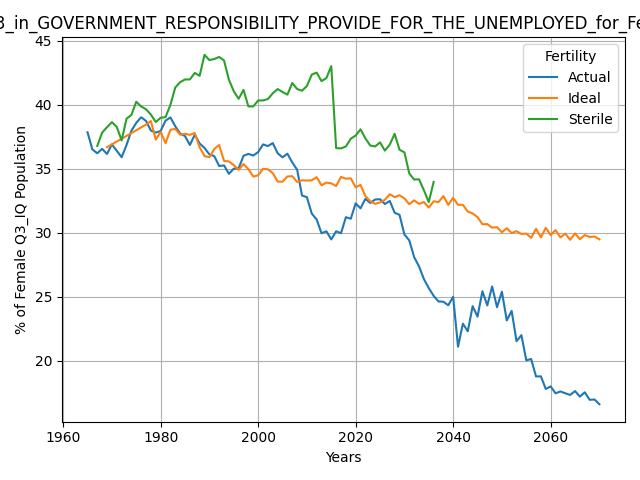 3_in_GOVERNMENT_RESPONSIBILITY_PROVIDE_FOR_THE_UNEMPLOYED_for_Fe
Fertility
Actual
Ideal
Sterile
% of Female Q3_IQ Population
45
40
35
30
25
20
1960
1980
2000
2020
2040
2060
Years